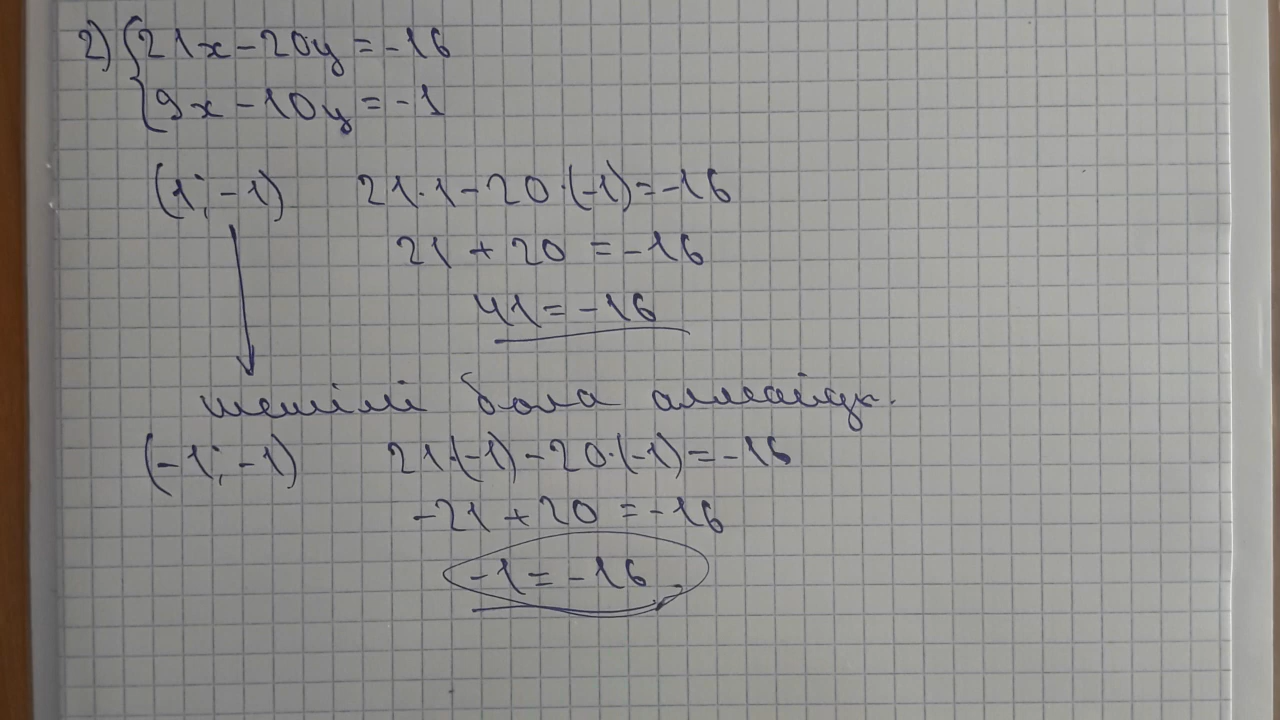 2) {21x - 20y = -16
{9x - 10y = -1
(1; -1) 21·1 - 20·(-1) = -16
21 + 20 = -16
41 = -16
шешімі бола алмайды.
(-1; -1) 21·(-1) - 20·(-1) = -16
-21 + 20 = -16
-1 = -16